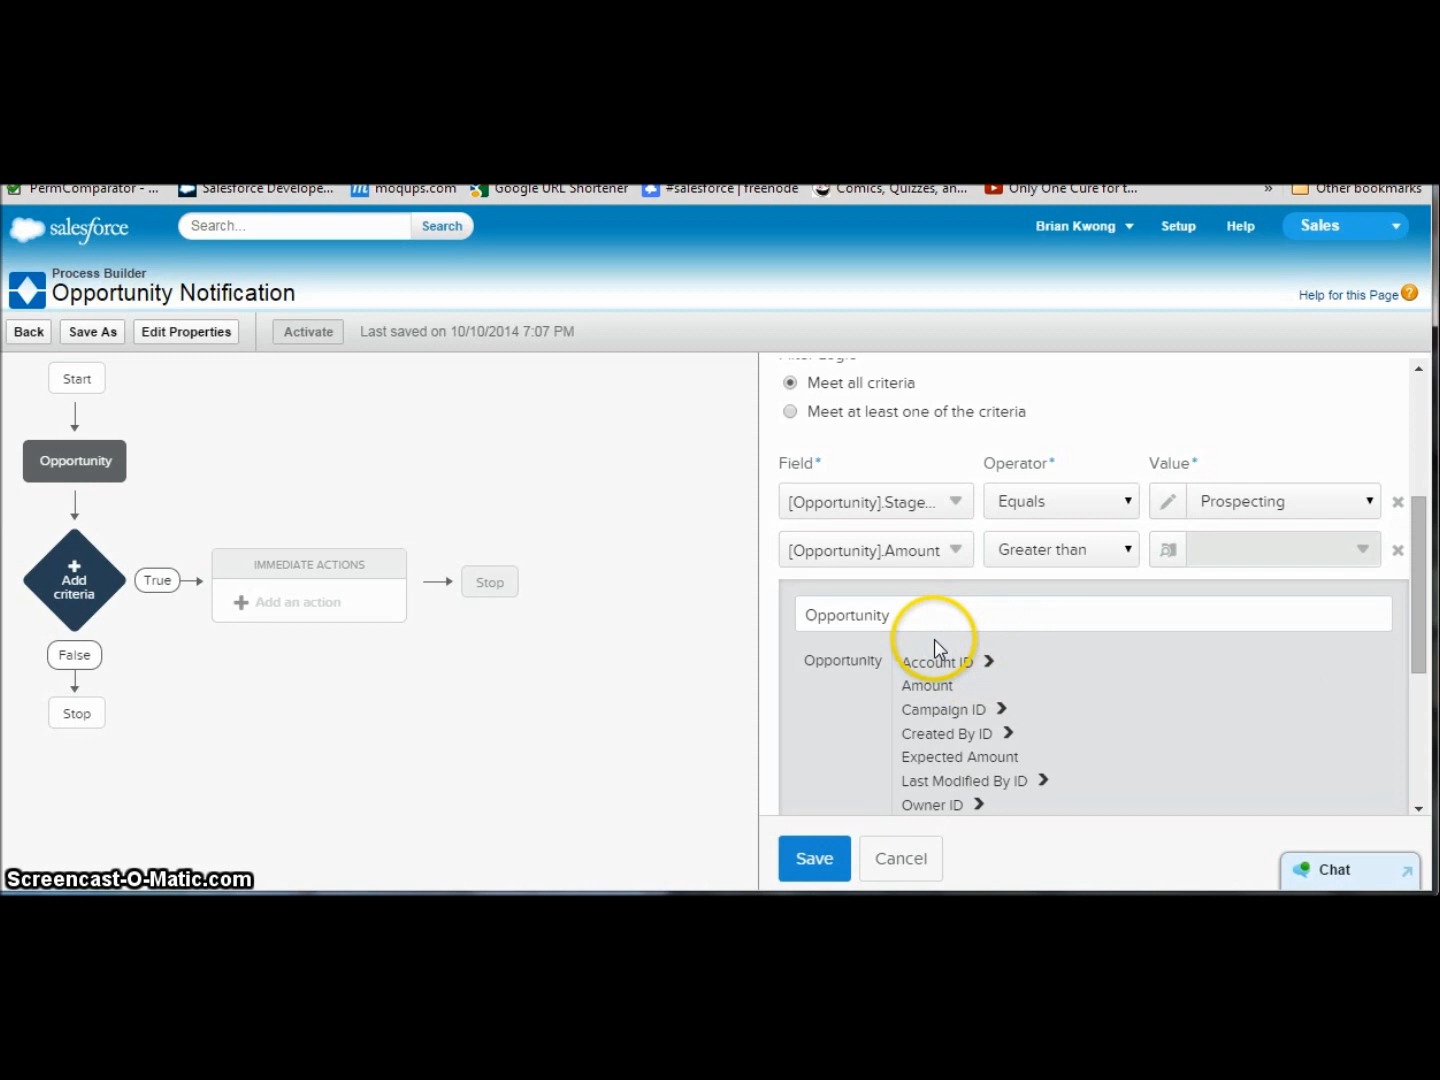 PermComparator - ...
Salesforce Develope...
moqups.com
Google URL Shortener
#salesforce | freenode
Comics, Quizzes, an...
Only One Cure for t...
»
Other bookmarks
salesforce
Search...
Search
Brian Kwong
Setup
Help
Sales
Process Builder
Opportunity Notification
Help for this Page
Back
Save As
Edit Properties
Activate
Last saved on 10/10/2014 7:07 PM
Start
Opportunity
Add
criteria
True
IMMEDIATE ACTIONS
Add an action
Stop
False
Stop
Filter Logic
Meet all criteria
Meet at least one of the criteria
Field*
Operator*
Value*
[Opportunity].Stage...
Equals
Prospecting
[Opportunity].Amount
Greater than
Opportunity
Opportunity
Account ID
Amount
Campaign ID
Created By ID
Expected Amount
Last Modified By ID
Owner ID
Save
Cancel
Chat
Screencast-O-Matic.com